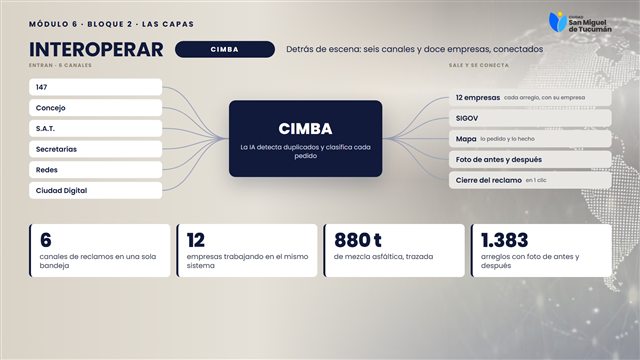 MÓDULO 6 · BLOQUE 2 · LAS CAPAS
CIUDAD
San Miguel
de Tucumán
INTEROPERAR
CIMBA
Detrás de escena: seis canales y doce empresas, conectados
ENTRAN · 6 CANALES
SALE Y SE CONECTA
147
Concejo
S.A.T.
Secretarías
Redes
Ciudad Digital
CIMBA
La IA detecta duplicados y clasifica cada
pedido
12 empresas cada arreglo, con su empresa
SIGOV
Mapa lo pedido y lo hecho
Foto de antes y después
Cierre del reclamo en 1 clic
6
canales de reclamos en una sola
bandeja
12
empresas trabajando en el mismo
sistema
880 t
de mezcla asfáltica, trazada
1.383
arreglos con foto de antes y
después